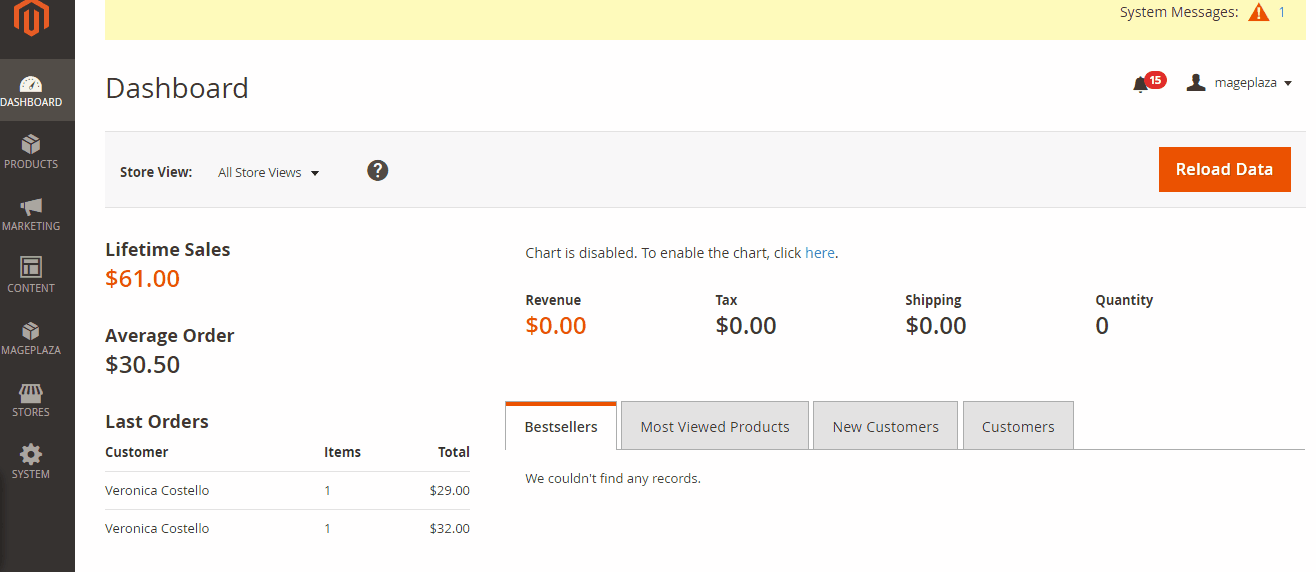 System Messages: 1
Dashboard
15
mageplaza
DASHBOARD
PRODUCTS
MARKETING
CONTENT
MAGEPLAZA
STORES
SYSTEM
Store View: All Store Views ?
Reload Data
Lifetime Sales
$61.00
Average Order
$30.50
Last Orders
Customer Items Total
Veronica Costello 1 $29.00
Veronica Costello 1 $32.00
Chart is disabled. To enable the chart, click here.
Revenue Tax Shipping Quantity
$0.00 $0.00 $0.00 0
Bestsellers Most Viewed Products New Customers Customers
We couldn't find any records.